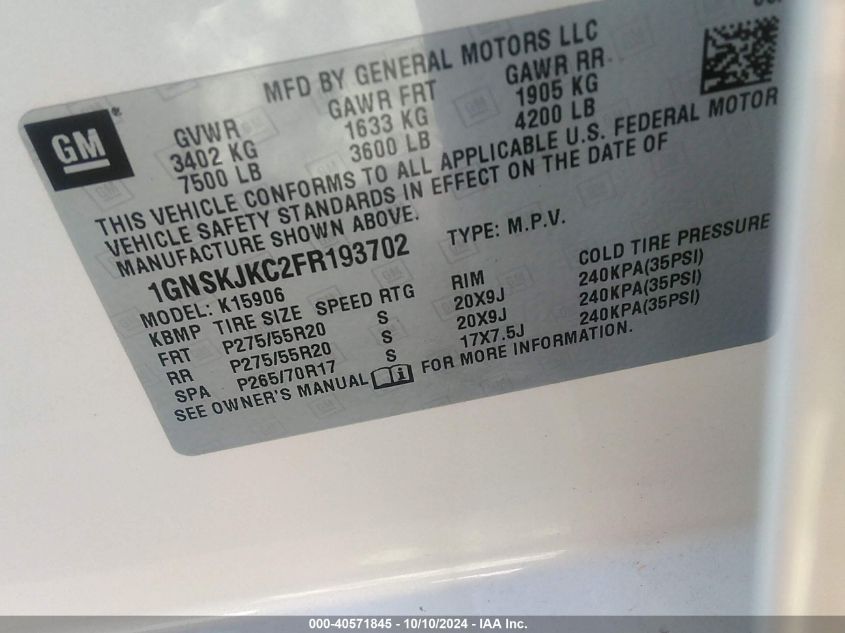 MFD BY GENERAL MOTORS LLC
GM ®
GVWR GAWR FRT GAWR RR
3402 KG 1633 KG 1905 KG
7500 LB 3600 LB 4200 LB
THIS VEHICLE CONFORMS TO ALL APPLICABLE U.S. FEDERAL MOTOR
VEHICLE SAFETY STANDARDS IN EFFECT ON THE DATE OF
MANUFACTURE SHOWN ABOVE.
1GNSKJKC2FR193702 TYPE: M.P.V.
MODEL: K15906
KBMP TIRE SIZE SPEED RTG RIM COLD TIRE PRESSURE
FRT P275/55R20 S 20X9J 240KPA(35PSI)
RR P275/55R20 S 20X9J 240KPA(35PSI)
SPA P265/70R17 S 17X7.5J 240KPA(35PSI)
SEE OWNER'S MANUAL FOR MORE INFORMATION.
000-40571845 - 10/10/2024 - IAA Inc.